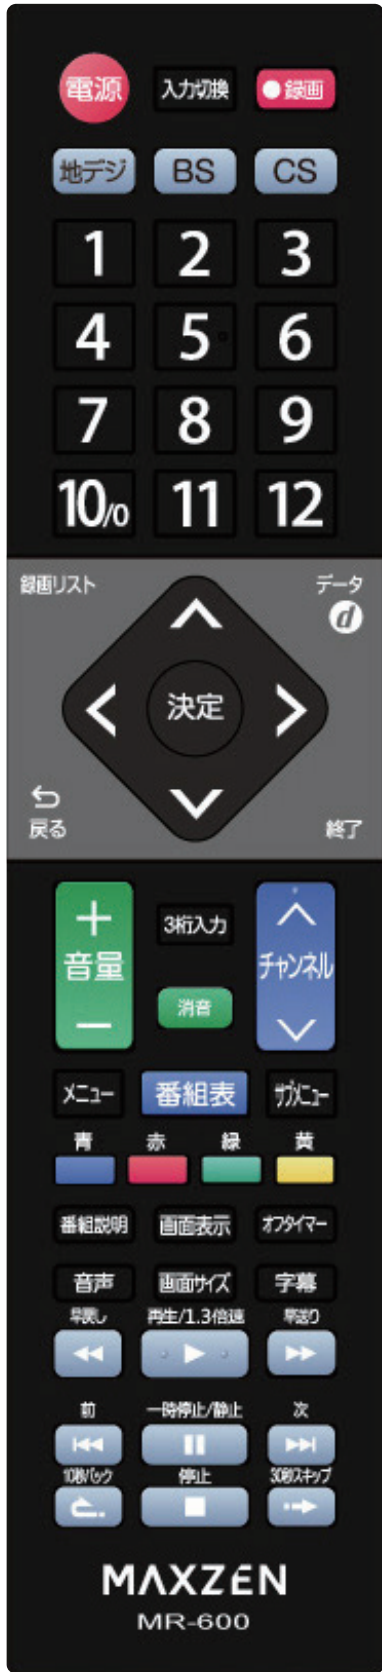 電源 入力切換 ●録画
地デジ BS CS
1 2 3
4 5 6
7 8 9
10/0 11 12
録画リスト データ
d
決定
戻る 終了
+ 3桁入力
音量 チャンネル
消音
−
メニュー 番組表 サブメニュー
青 赤 緑 黄
番組説明 画面表示 オフタイマー
音声 画面サイズ 字幕
早戻し 再生/1.3倍速 早送り
前 一時停止/静止 次
10秒バック 停止 30秒スキップ
MAXZEN
MR-600